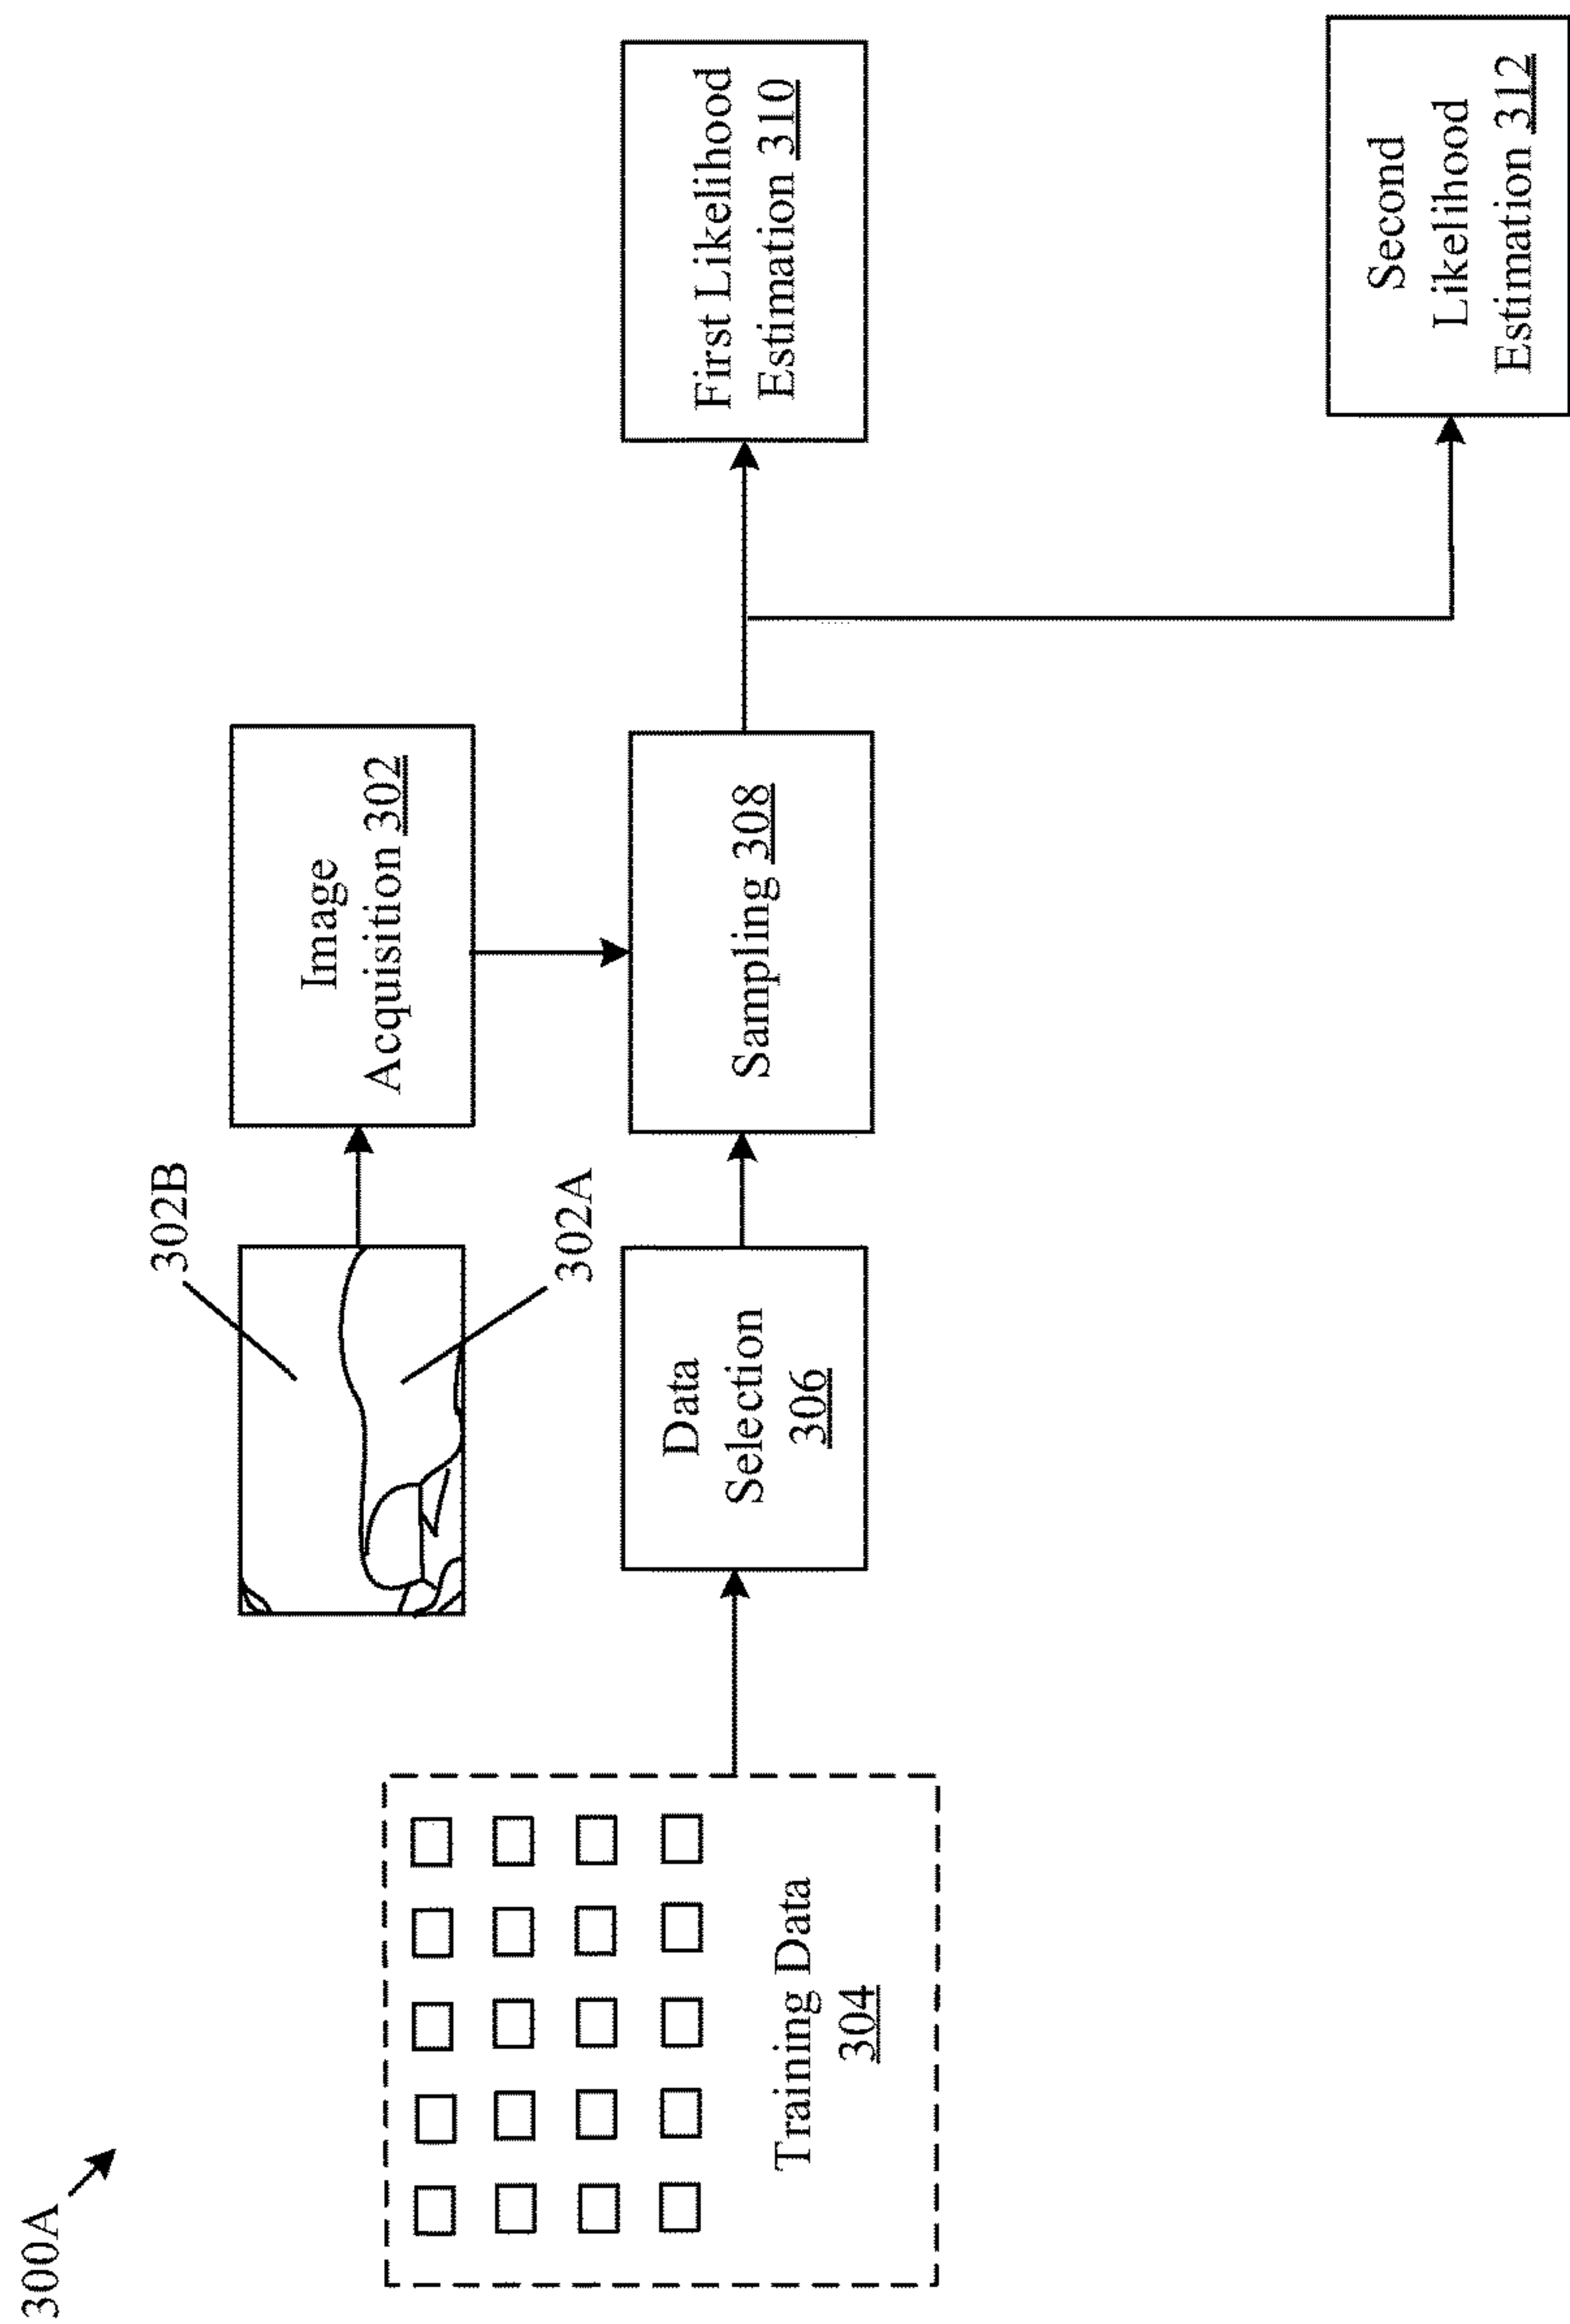 300A
302B
Image
Acquisition 302
302A
Training Data
304
Data
Selection
306
Sampling 308
First Likelihood
Estimation 310
Second
Likelihood
Estimation 312